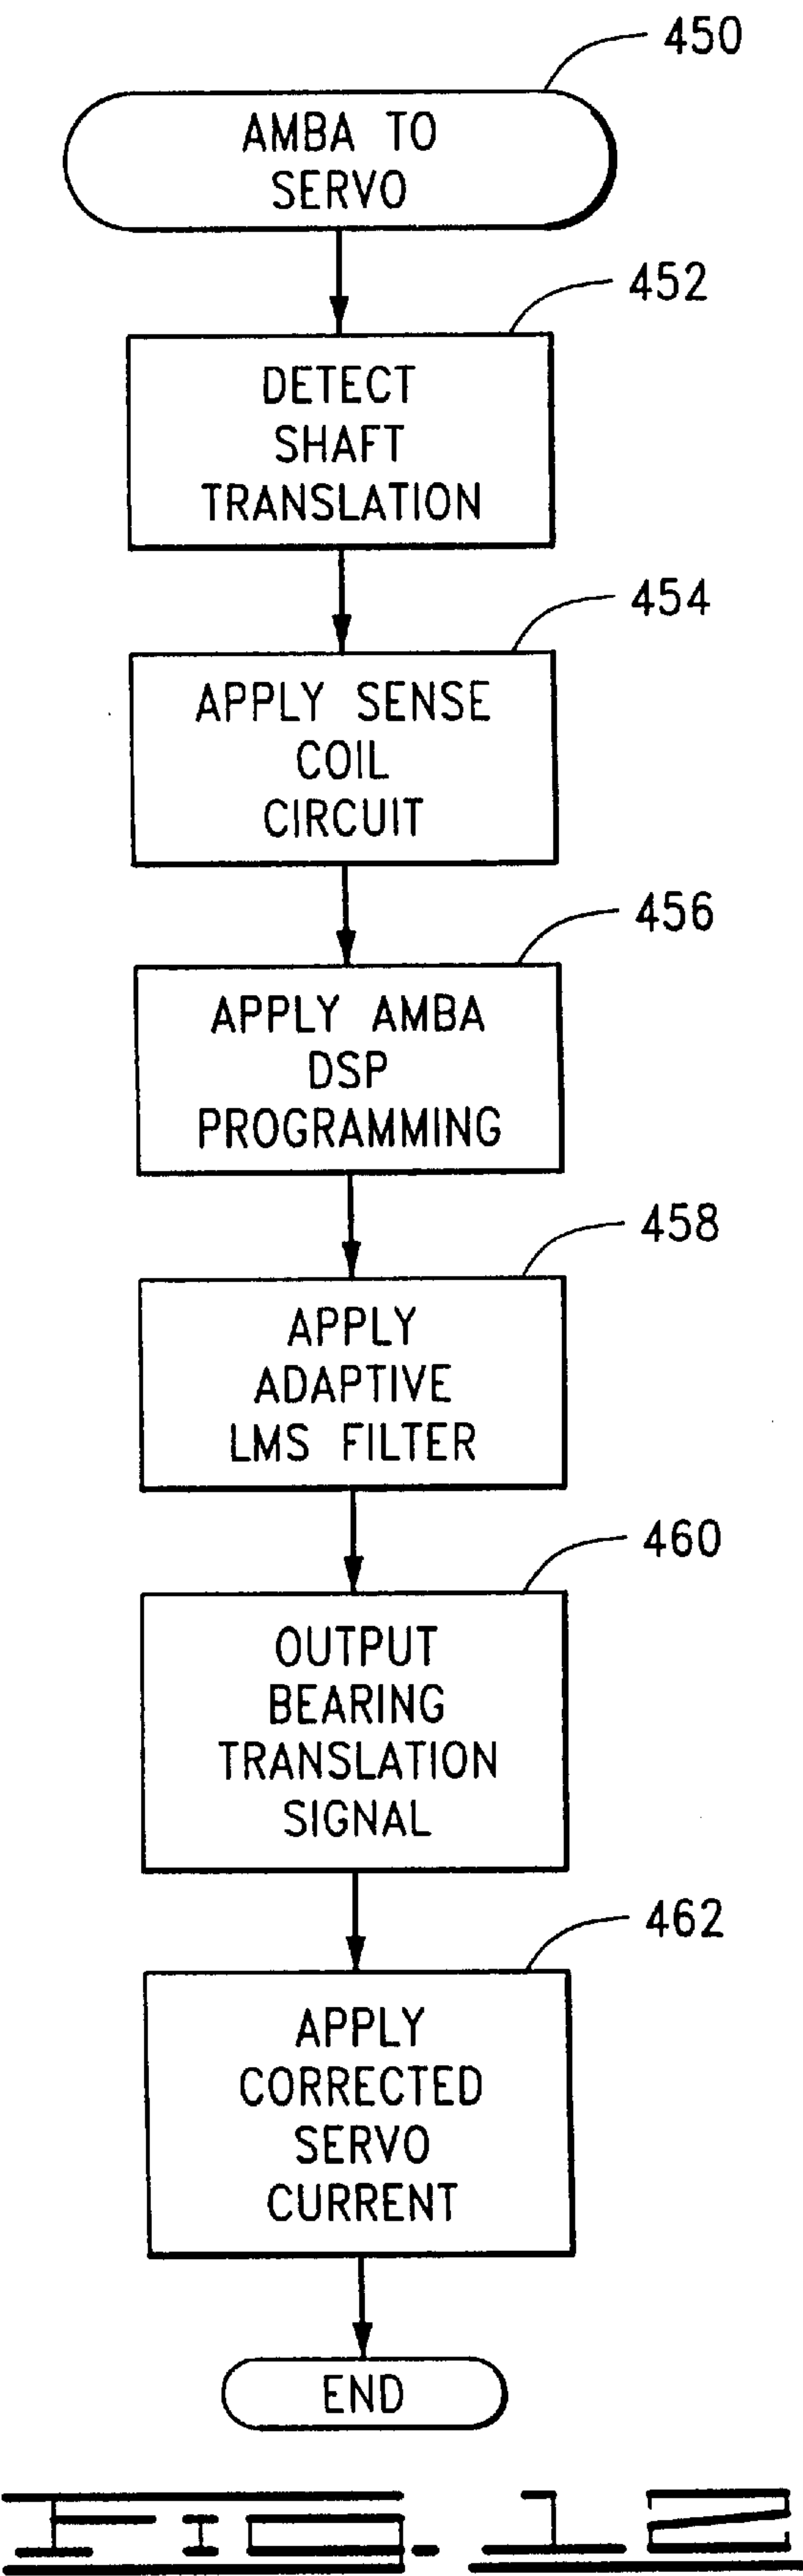 450
AMBA TO
SERVO
452
DETECT
SHAFT
TRANSLATION
454
APPLY SENSE
COIL
CIRCUIT
456
APPLY AMBA
DSP
PROGRAMMING
458
APPLY
ADAPTIVE
LMS FILTER
460
OUTPUT
BEARING
TRANSLATION
SIGNAL
462
APPLY
CORRECTED
SERVO
CURRENT
END
FIG. 12